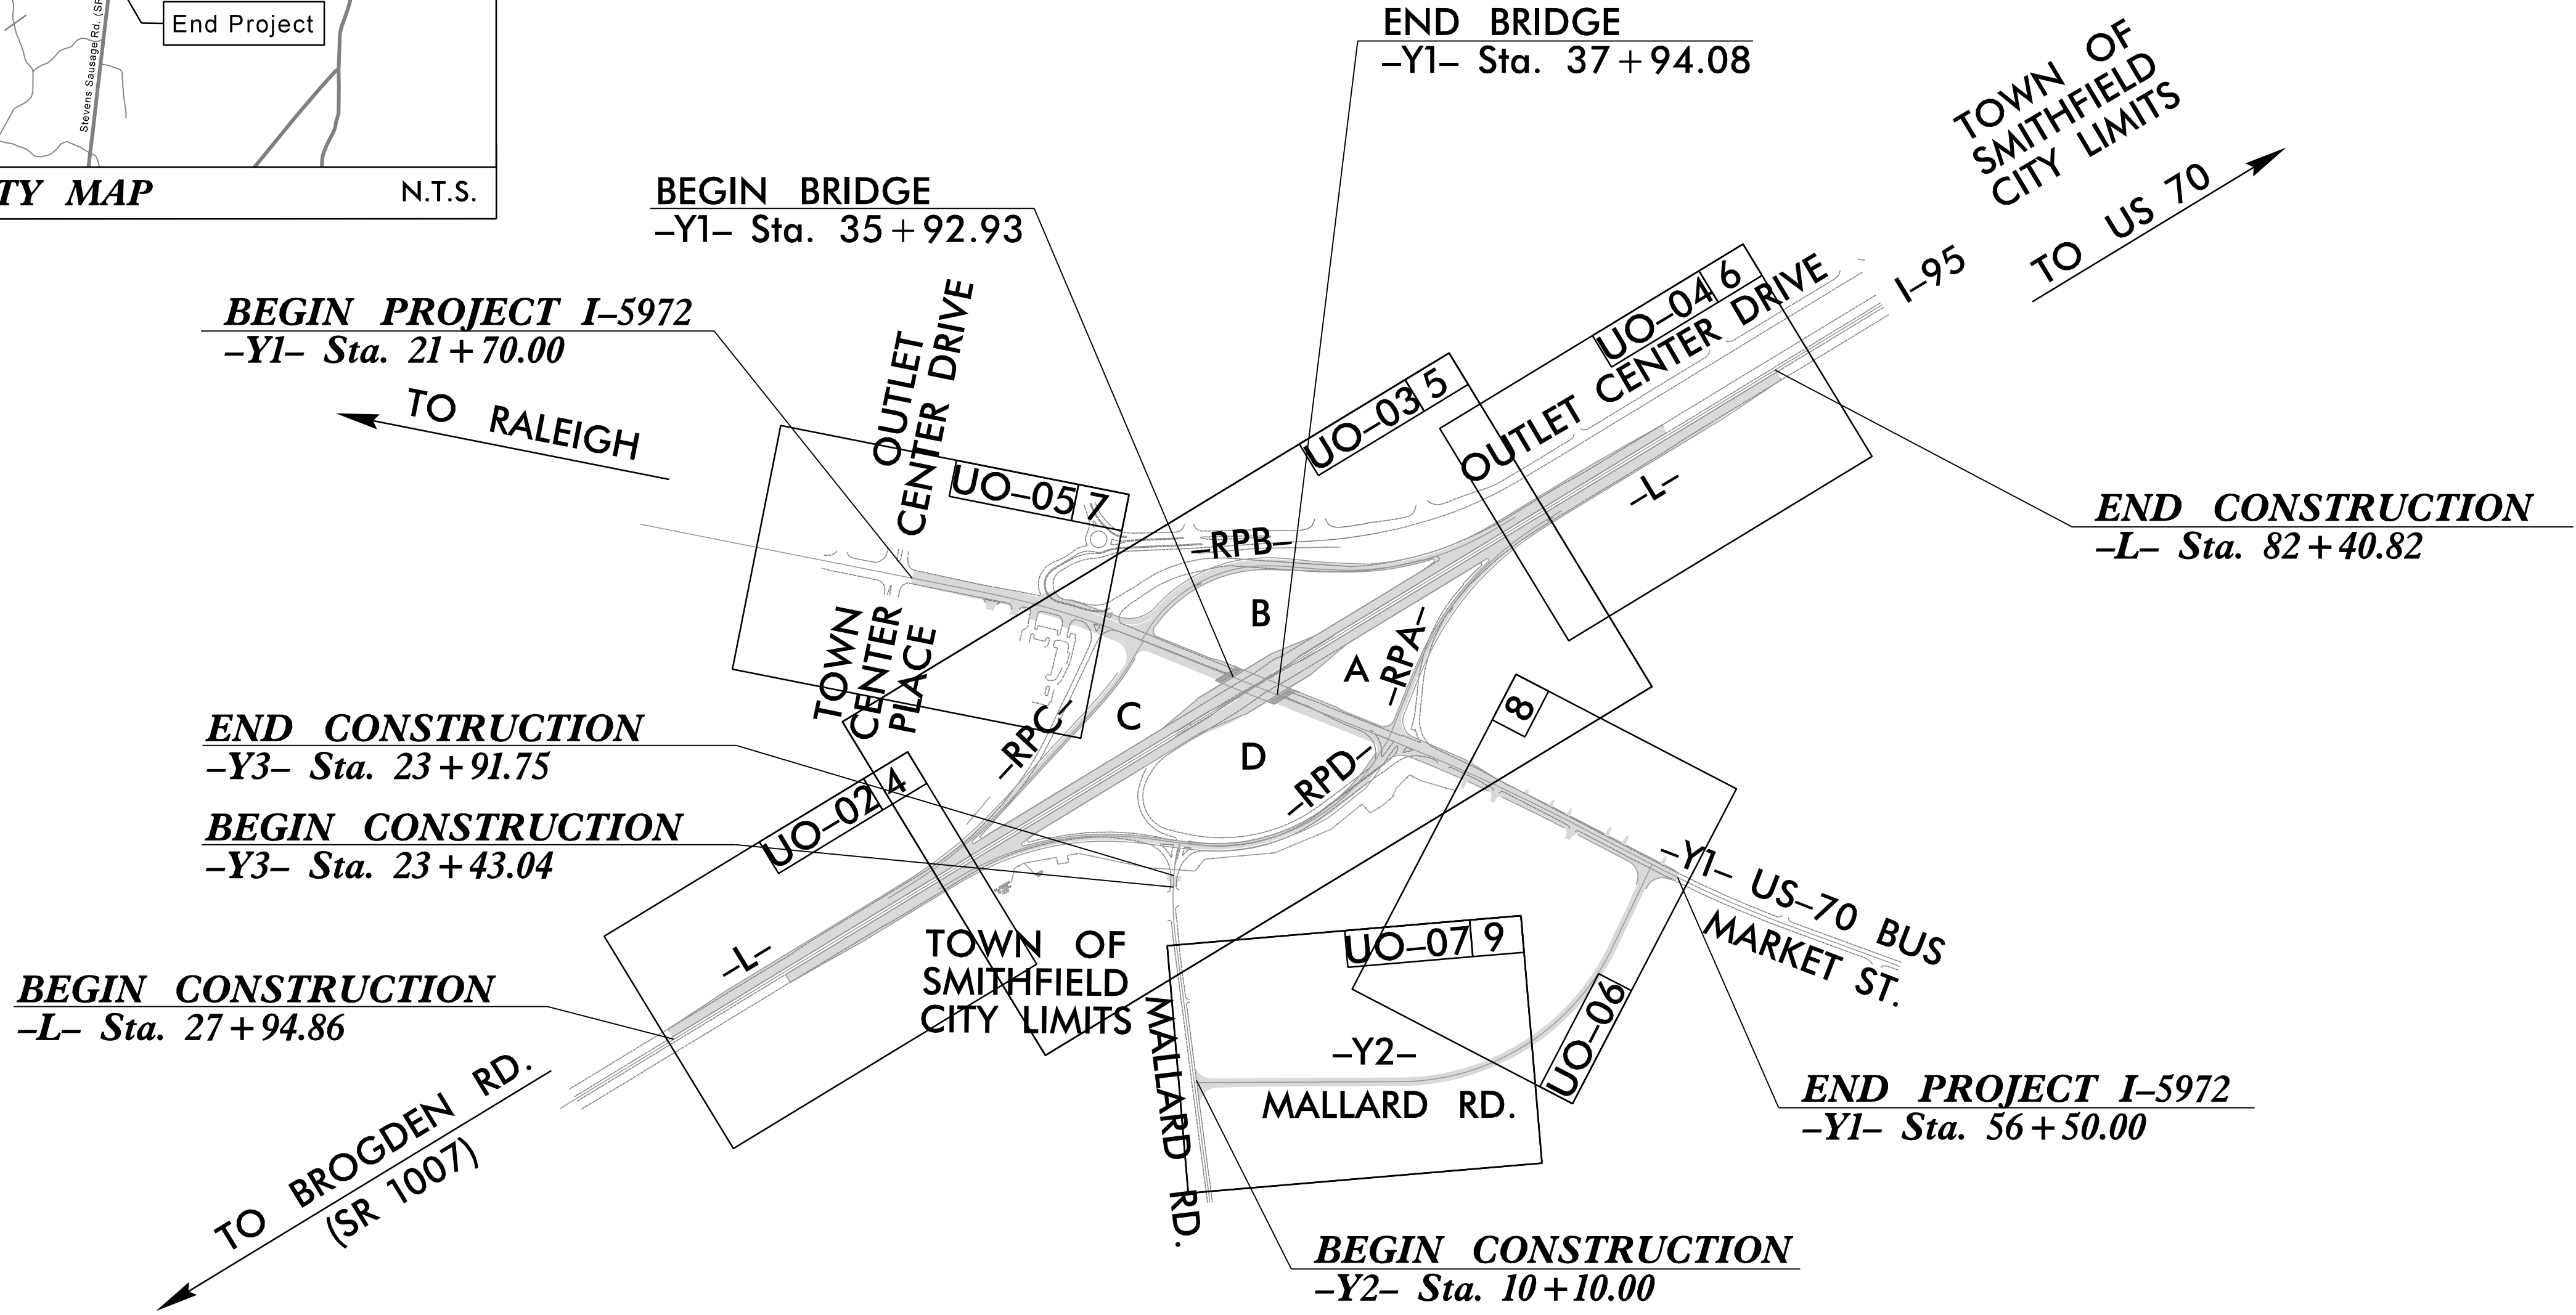 Stevens Sausage Rd. (SR
End Project
TY MAP
N.T.S.
END BRIDGE
–Y1– Sta. 37+94.08
BEGIN BRIDGE
–Y1– Sta. 35+92.93
TOWN OF
SMITHFIELD
CITY LIMITS
TO US 70
I–95
BEGIN PROJECT I–5972
–Y1– Sta. 21+70.00
TO RALEIGH
OUTLET
CENTER DRIVE
UO–05 7
UO–03 5
UO–04 6
OUTLET CENTER DRIVE
–L–
END CONSTRUCTION
–L– Sta. 82+40.82
–RPB–
B
A
–RPA–
C
–RPC–
D
–RPD–
TOWN
CENTER
PLACE
8
END CONSTRUCTION
–Y3– Sta. 23+91.75
BEGIN CONSTRUCTION
–Y3– Sta. 23+43.04
UO–02 4
–L–
BEGIN CONSTRUCTION
–L– Sta. 27+94.86
TOWN OF
SMITHFIELD
CITY LIMITS
UO–07 9
–Y1– US–70 BUS
MARKET ST.
UO–06
–Y2–
MALLARD RD.
MALLARD RD.
END PROJECT I–5972
–Y1– Sta. 56+50.00
TO BROGDEN RD.
(SR 1007)
BEGIN CONSTRUCTION
–Y2– Sta. 10+10.00